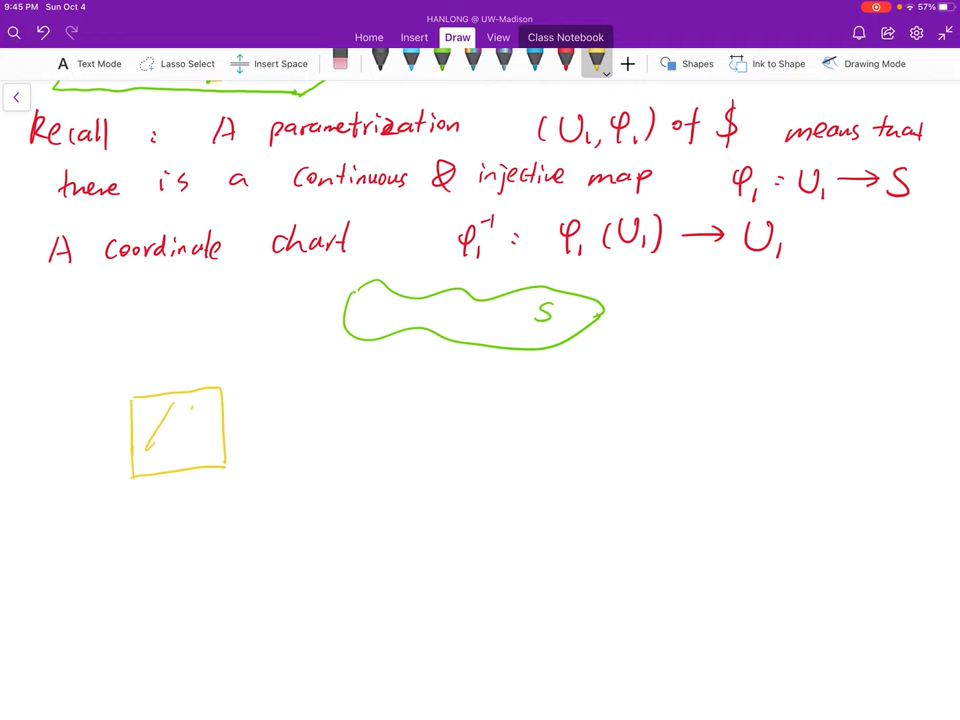 9:45 PM Sun Oct 4
57%
HANLONG @ UW-Madison
Home Insert Draw View Class Notebook
Text Mode Lasso Select Insert Space Shapes Ink to Shape Drawing Mode
Recall : A parametrization (U₁, φ₁) of $ means that
there is a continuous & injective map φ₁ : U₁ → S
A coordinate chart φ₁⁻¹ : φ₁ (U₁) → U₁
S